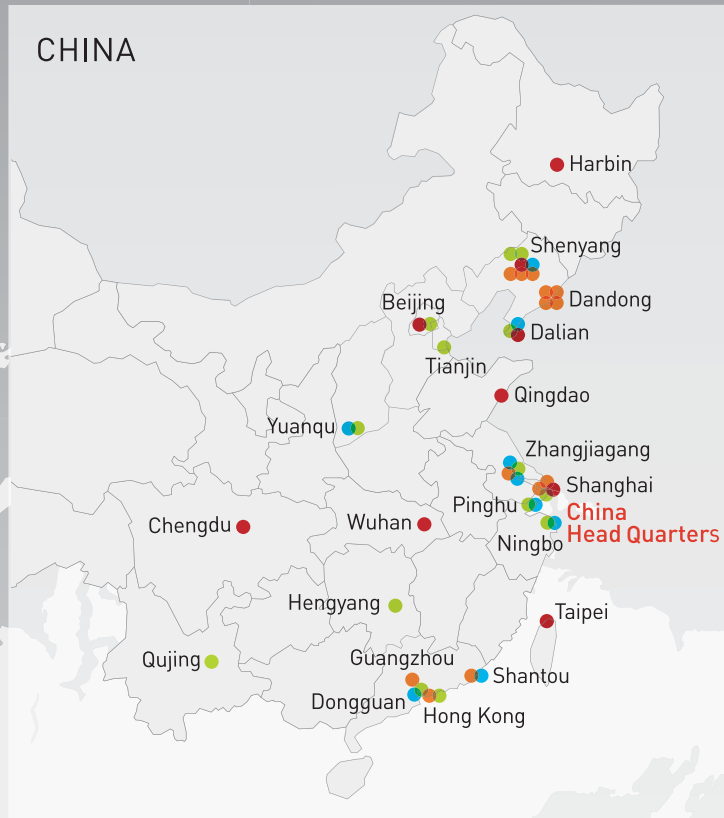 CHINA
Harbin
Shenyang
Dandong
Beijing
Dalian
Tianjin
Qingdao
Yuanqu
Zhangjiagang
Shanghai
Pinghu
China
Head Quarters
Chengdu
Wuhan
Ningbo
Hengyang
Taipei
Qujing
Guangzhou
Shantou
Dongguan
Hong Kong